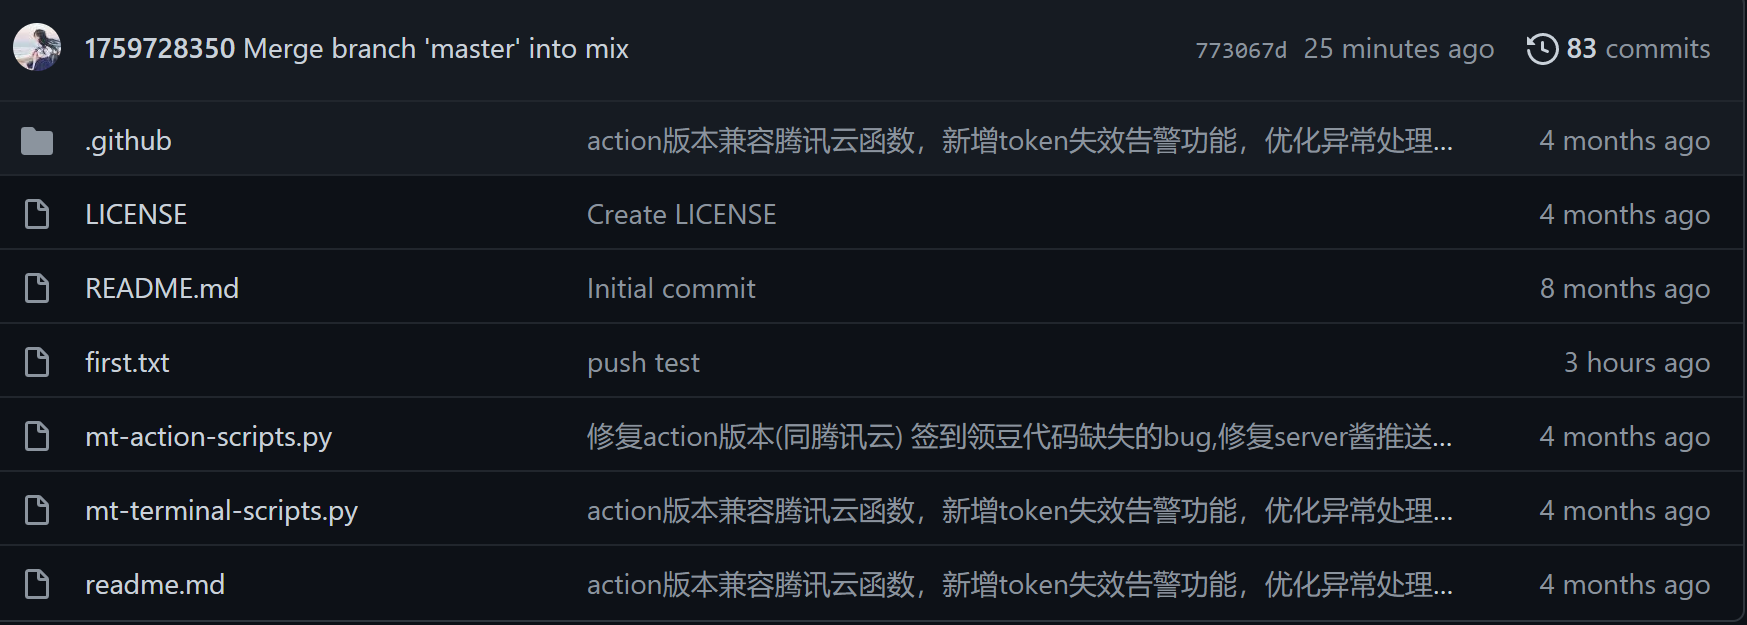 1759728350 Merge branch 'master' into mix 773067d 25 minutes ago 83 commits
.github action版本兼容腾讯云函数，新增token失效告警功能，优化异常处理... 4 months ago
LICENSE Create LICENSE 4 months ago
README.md Initial commit 8 months ago
first.txt push test 3 hours ago
mt-action-scripts.py 修复action版本(同腾讯云) 签到领豆代码缺失的bug,修复server酱推送... 4 months ago
mt-terminal-scripts.py action版本兼容腾讯云函数，新增token失效告警功能，优化异常处理... 4 months ago
readme.md action版本兼容腾讯云函数，新增token失效告警功能，优化异常处理... 4 months ago